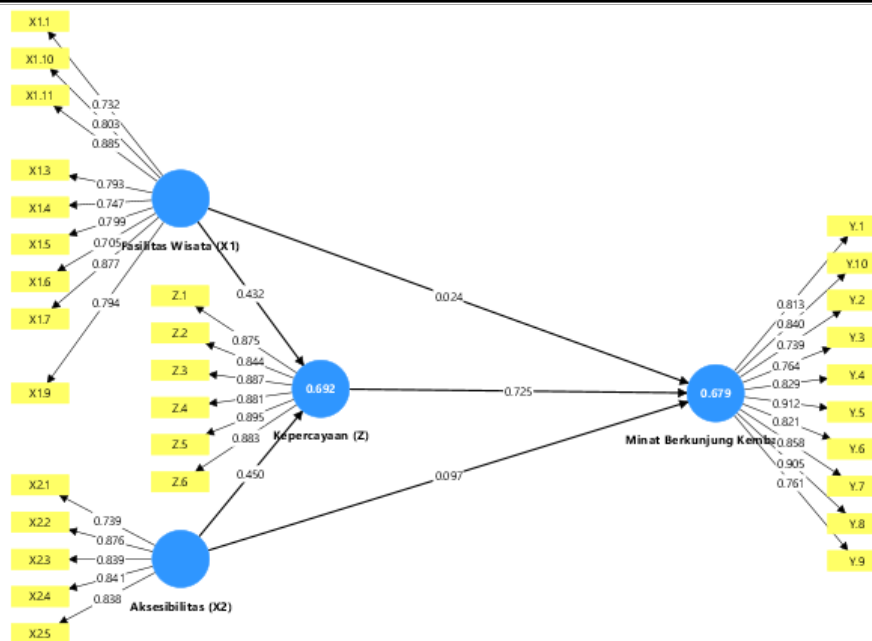 X1.1
X1.10
X1.11
X1.3
X1.4
X1.5
X1.6
X1.7
X1.9
0.732
0.803
0.885
0.793
0.747
0.799
0.705
0.877
0.794
Fasilitas Wisata (X1)
0.432
0.024
Z.1
Z.2
Z.3
Z.4
Z.5
Z.6
0.875
0.844
0.887
0.881
0.895
0.883
0.692
Kepercayaan (Z)
0.725
0.450
0.097
X2.1
X2.2
X2.3
X2.4
X2.5
0.739
0.876
0.839
0.841
0.838
Aksesibilitas (X2)
0.679
Minat Berkunjung Kemba
0.813
0.840
0.739
0.764
0.829
0.912
0.821
0.858
0.905
0.761
Y.1
Y.10
Y.2
Y.3
Y.4
Y.5
Y.6
Y.7
Y.8
Y.9